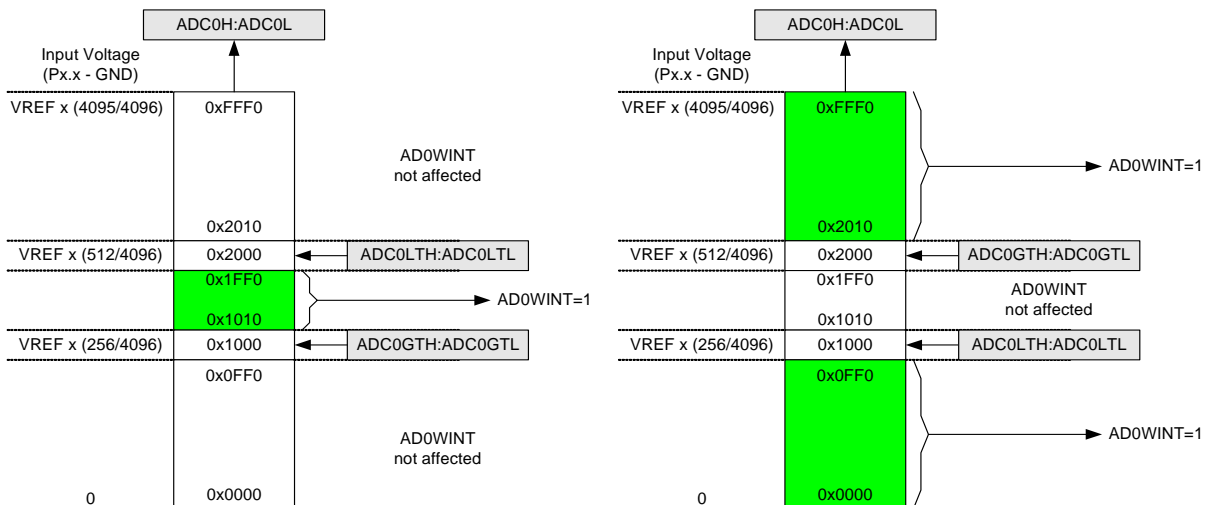 ADC0H:ADC0L
Input Voltage
(Px.x - GND)
VREF x (4095/4096)
0xFFF0
AD0WINT
not affected
0x2010
VREF x (512/4096)
0x2000
ADC0LTH:ADC0LTL
0x1FF0
AD0WINT=1
0x1010
VREF x (256/4096)
0x1000
ADC0GTH:ADC0GTL
0x0FF0
AD0WINT
not affected
0
0x0000
ADC0H:ADC0L
Input Voltage
(Px.x - GND)
VREF x (4095/4096)
0xFFF0
AD0WINT=1
0x2010
VREF x (512/4096)
0x2000
ADC0GTH:ADC0GTL
0x1FF0
AD0WINT
not affected
0x1010
VREF x (256/4096)
0x1000
ADC0LTH:ADC0LTL
0x0FF0
AD0WINT=1
0
0x0000